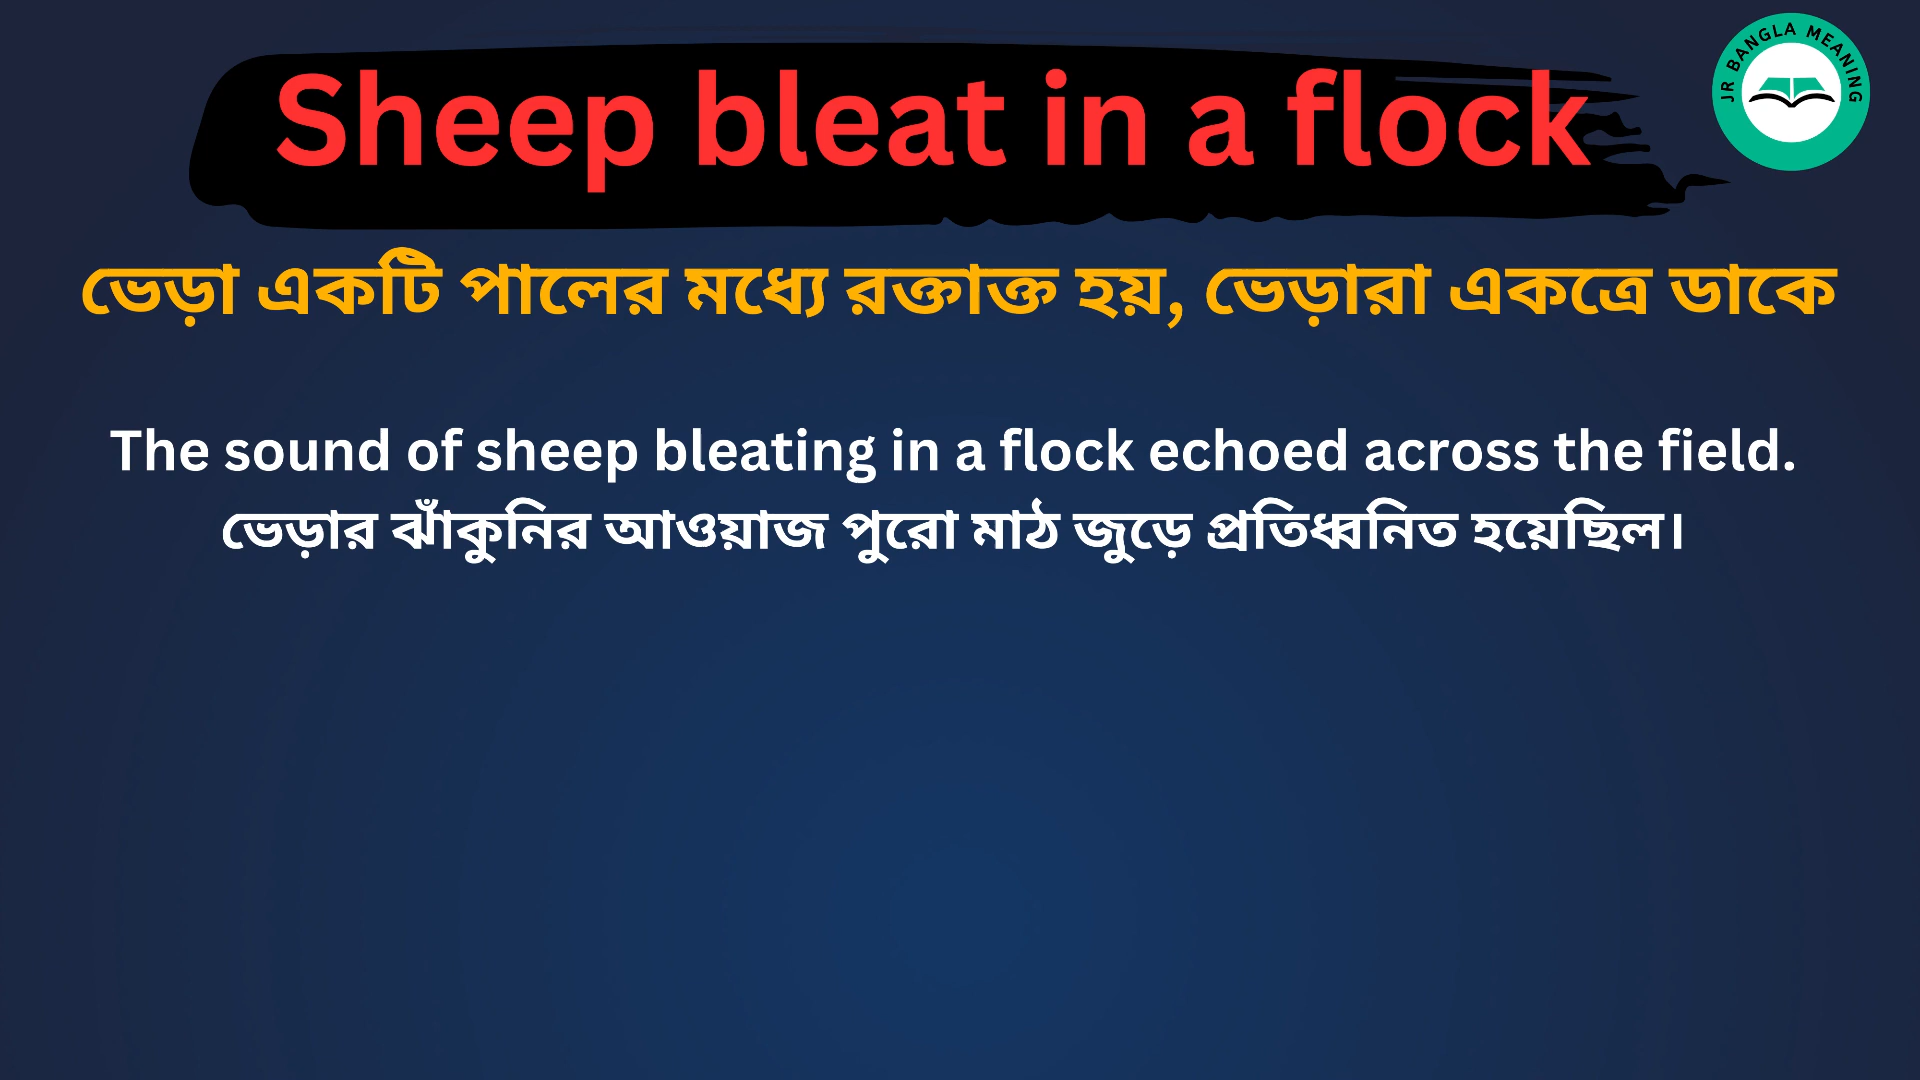 Sheep bleat in a flock
JR BANGLA MEANING
ভেড়া একটি পালের মধ্যে রক্তাক্ত হয়, ভেড়ারা একত্রে ডাকে
The sound of sheep bleating in a flock echoed across the field.
ভেড়ার ঝাঁকুনির আওয়াজ পুরো মাঠ জুড়ে প্রতিধ্বনিত হয়েছিল।